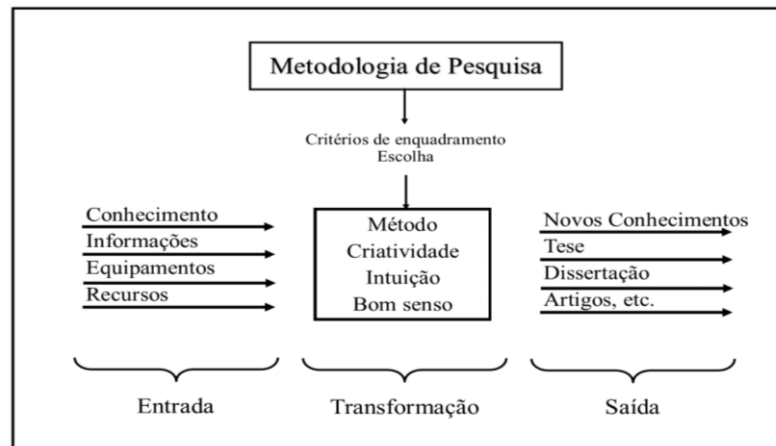 Metodologia de Pesquisa
Critérios de enquadramento
Escolha
Conhecimento
Informações
Equipamentos
Recursos
Método
Criatividade
Intuição
Bom senso
Novos Conhecimentos
Tese
Dissertação
Artigos, etc.
Entrada
Transformação
Saída